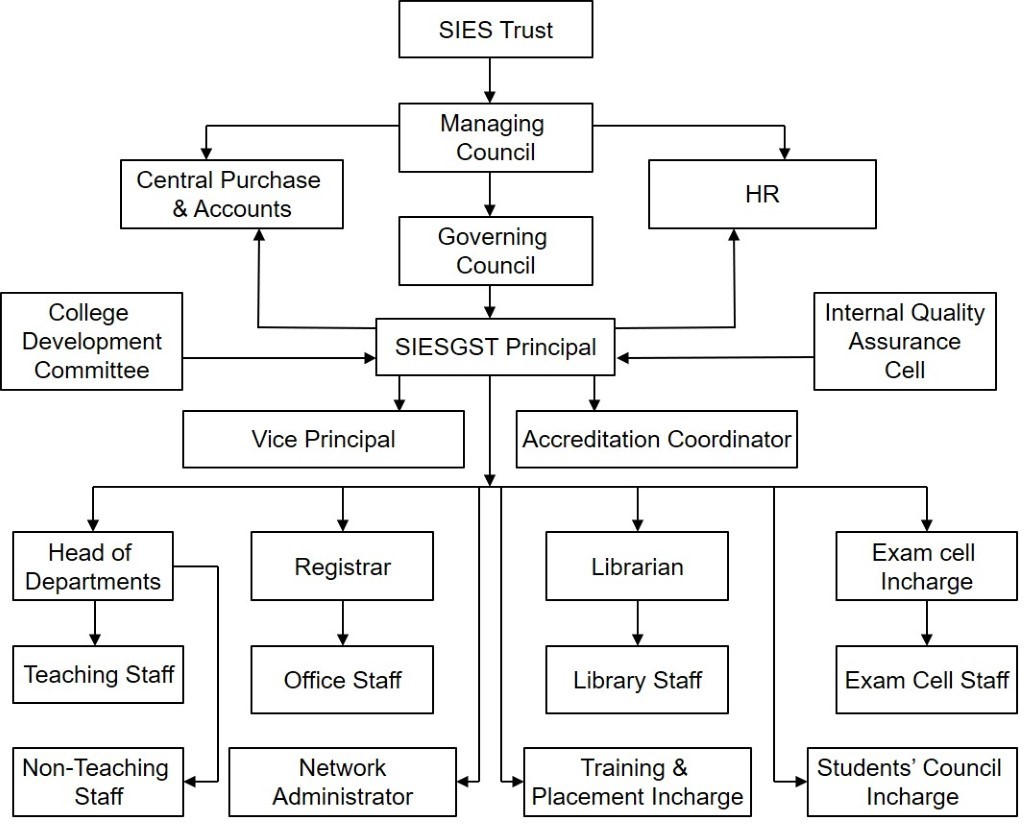 SIES Trust
Managing
Council
Central Purchase
& Accounts
HR
Governing
Council
College
Development
Committee
SIESGST Principal
Internal Quality
Assurance
Cell
Vice Principal
Accreditation Coordinator
Head of
Departments
Registrar
Librarian
Exam cell
Incharge
Teaching Staff
Office Staff
Library Staff
Exam Cell Staff
Non-Teaching
Staff
Network
Administrator
Training &
Placement Incharge
Students’ Council
Incharge